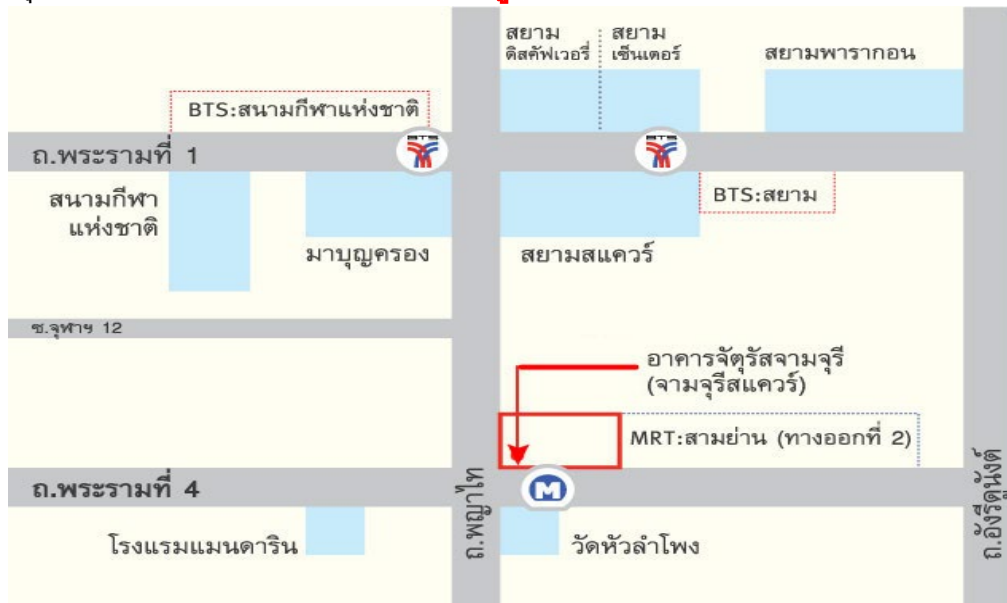 สยาม
ดิสคัฟเวอรี่
สยาม
เซ็นเตอร์
สยามพารากอน
BTS:สนามกีฬาแห่งชาติ
ถ.พระรามที่ 1
สนามกีฬา
แห่งชาติ
มาบุญครอง
สยามสแควร์
BTS:สยาม
ซ.จุฬาฯ 12
อาคารจัตุรัสจามจุรี
(จามจุรีสแควร์)
MRT:สามย่าน (ทางออกที่ 2)
ถ.พระรามที่ 4
M
ถ.พญาไท
ถ.อังรีดูนังต์
โรงแรมแมนดาริน
วัดหัวลำโพง